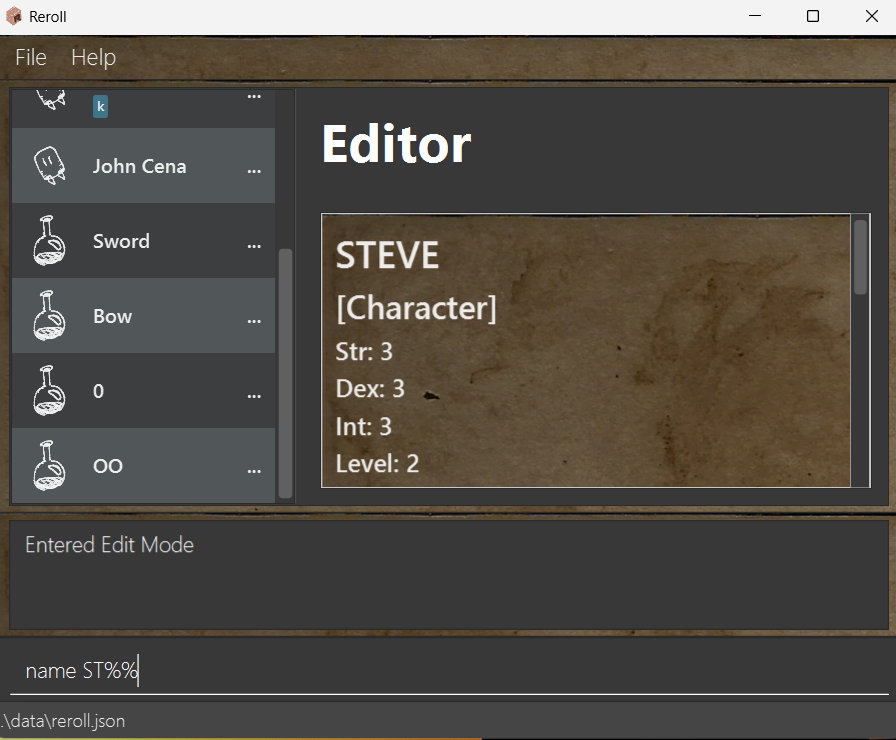 Reroll
File Help
k
...
John Cena
...
Sword
...
Bow
...
0
...
OO
...
Editor
STEVE
[Character]
Str: 3
Dex: 3
Int: 3
Level: 2
Entered Edit Mode
name ST%%
.\data\reroll.json